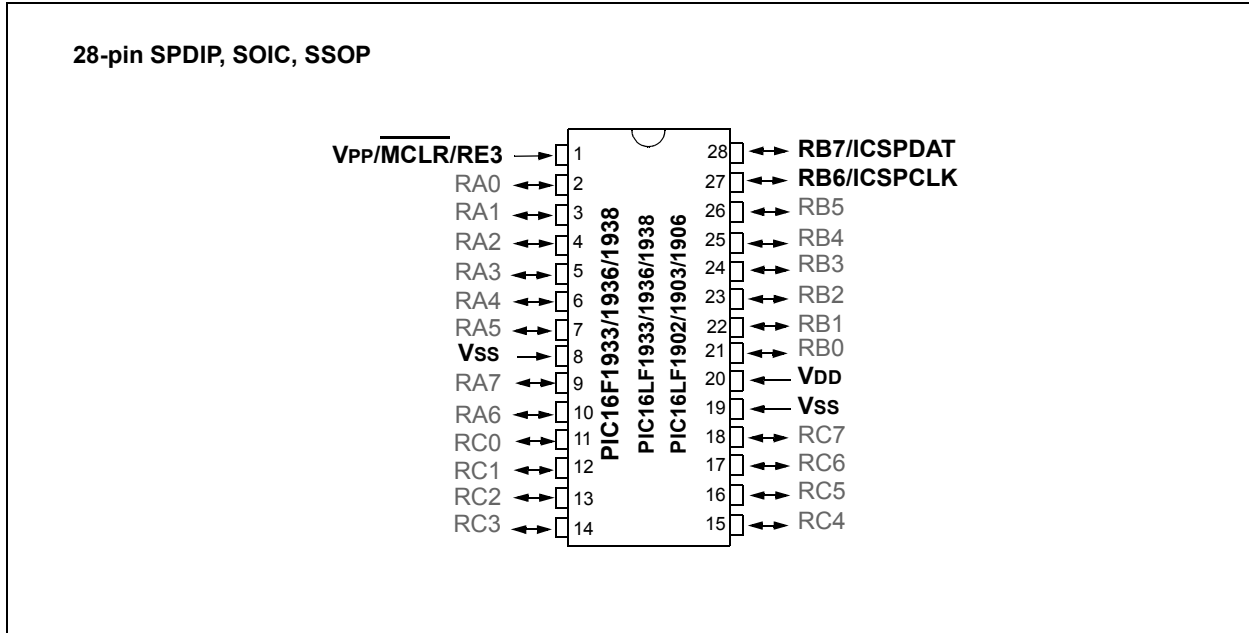 28-pin SPDIP, SOIC, SSOP
VPP/MCLR/RE3
RA0
RA1
RA2
RA3
RA4
RA5
VSS
RA7
RA6
RC0
RC1
RC2
RC3
1
2
3
4
5
6
7
8
9
10
11
12
13
14
PIC16F1933/1936/1938
PIC16LF1933/1936/1938
PIC16LF1902/1903/1906
28
27
26
25
24
23
22
21
20
19
18
17
16
15
RB7/ICSPDAT
RB6/ICSPCLK
RB5
RB4
RB3
RB2
RB1
RB0
VDD
VSS
RC7
RC6
RC5
RC4